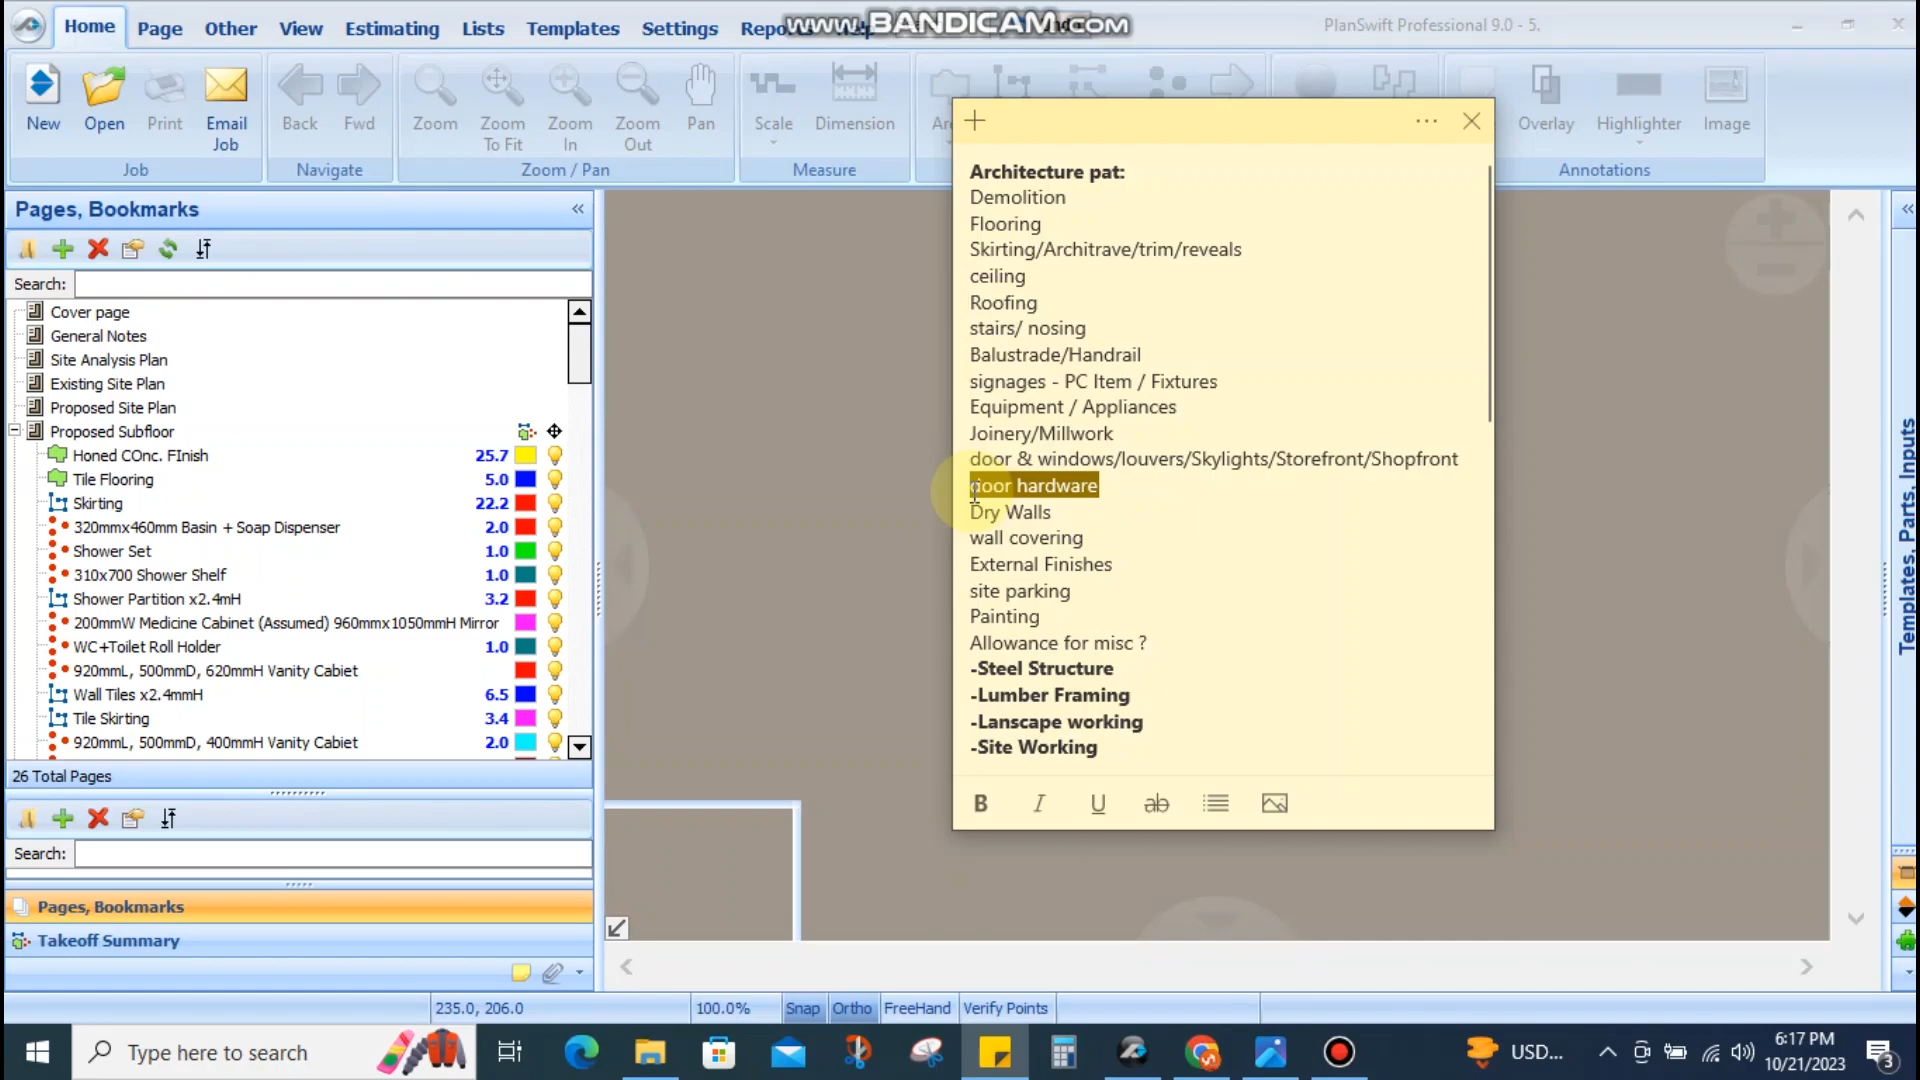 Home
Page
Other
View
Estimating
Lists
Templates
Settings
www.BANDICAM.com
PlanSwift Professional 9.0 - 5.
New
Open
Print
Email Job
Back
Fwd
Zoom
Zoom To Fit
Zoom In
Zoom Out
Pan
Scale
Dimension
Overlay
Highlighter
Image
Job
Navigate
Zoom / Pan
Measure
Annotations
Pages, Bookmarks
Search:
Cover page
General Notes
Site Analysis Plan
Existing Site Plan
Proposed Site Plan
Proposed Subfloor
Honed COnc. FInish 25.7
Tile Flooring 5.0
Skirting 22.2
320mmx460mm Basin + Soap Dispenser 2.0
Shower Set 1.0
310x700 Shower Shelf 1.0
Shower Partition x2.4mH 3.2
200mmW Medicine Cabinet (Assumed) 960mmx1050mmH Mirror
WC+Toilet Roll Holder 1.0
920mmL, 500mmD, 620mmH Vanity Cabiet
Wall Tiles x2.4mmH 6.5
Tile Skirting 3.4
920mmL, 500mmD, 400mmH Vanity Cabiet 2.0
26 Total Pages
Search:
Pages, Bookmarks
Takeoff Summary
Architecture pat:
Demolition
Flooring
Skirting/Architrave/trim/reveals
ceiling
Roofing
stairs/ nosing
Balustrade/Handrail
signages - PC Item / Fixtures
Equipment / Appliances
Joinery/Millwork
door & windows/louvers/Skylights/Storefront/Shopfront
door hardware
Dry Walls
wall covering
External Finishes
site parking
Painting
Allowance for misc ?
-Steel Structure
-Lumber Framing
-Lanscape working
-Site Working
B I U ab
Templates, Parts, Inputs
235.0, 206.0
100.0%
Snap
Ortho
FreeHand
Verify Points
Type here to search
USD...
6:17 PM
10/21/2023
3